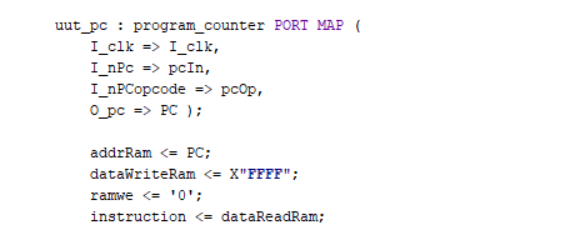 uut_pc : program_counter PORT MAP (
I_clk => I_clk,
I_nPc => pcIn,
I_nPCopcode => pcOp,
O_pc => PC );
addrRam <= PC;
dataWriteRam <= X"FFFF";
ramwe <= '0';
instruction <= dataReadRam;